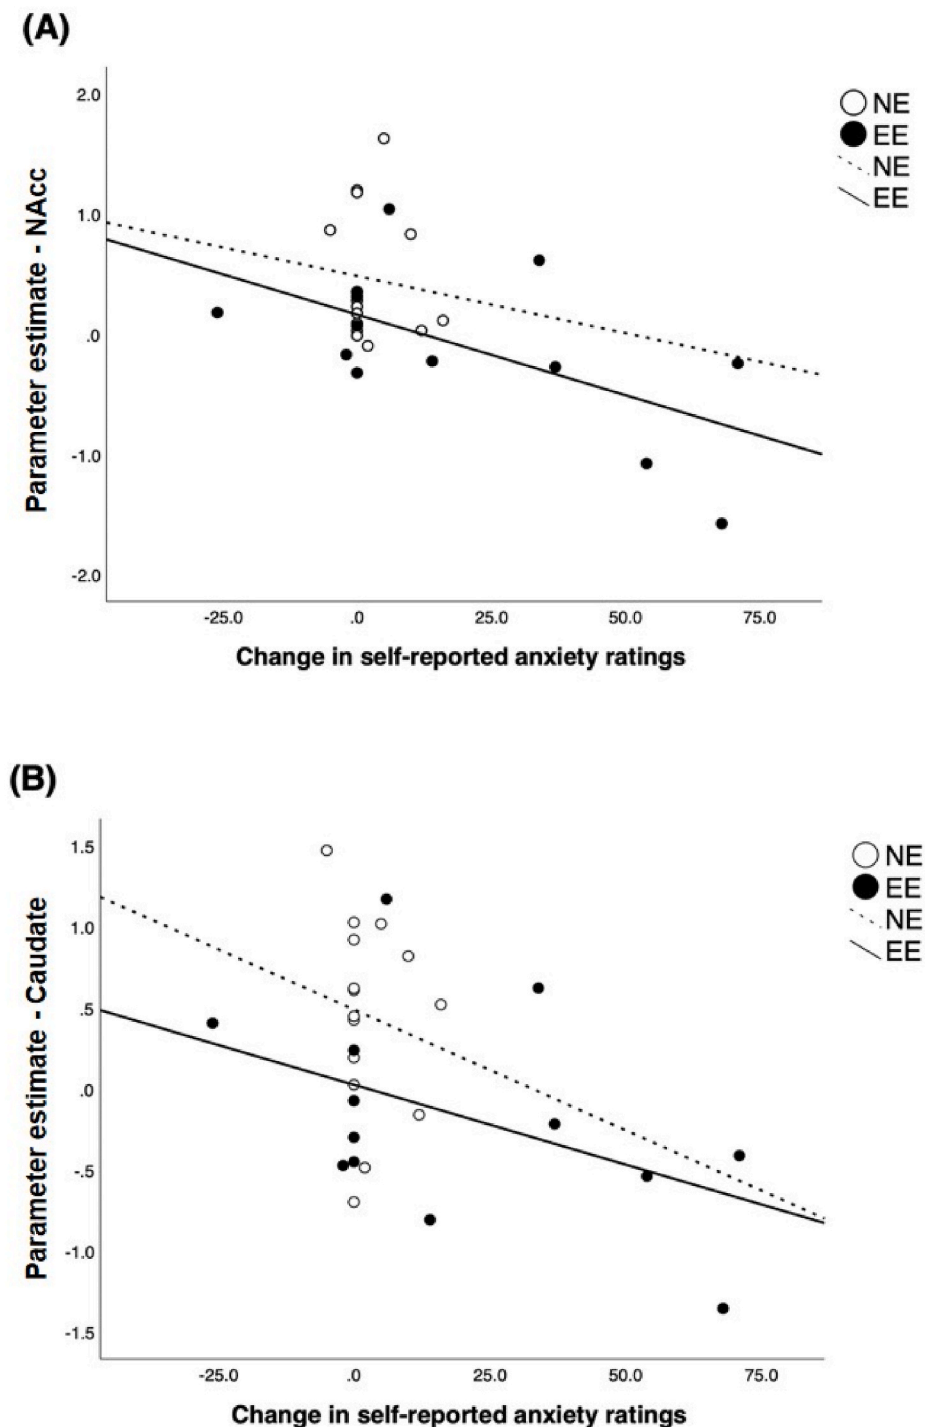 (A)
Parameter estimate - NAcc
2.0
1.0
.0
-1.0
-2.0
-25.0 .0 25.0 50.0 75.0
Change in self-reported anxiety ratings
NE
EE
NE
EE
(B)
Parameter estimate - Caudate
1.5
1.0
.5
.0
-.5
-1.0
-1.5
-25.0 .0 25.0 50.0 75.0
Change in self-reported anxiety ratings
NE
EE
NE
EE